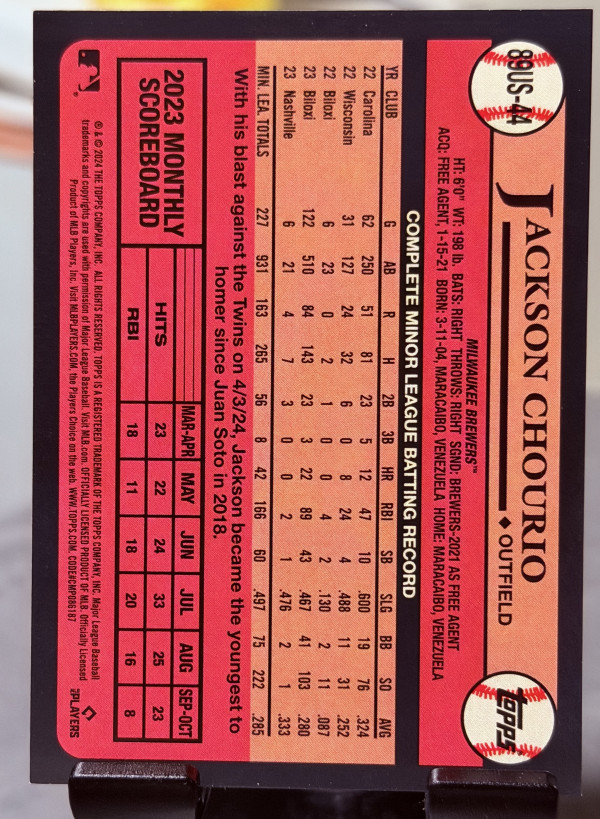 89US-44
JACKSON CHOURIO
◆ OUTFIELD
topps
MILWAUKEE BREWERS™
HT: 6'0" WT: 198 lb. BATS: RIGHT THROWS: RIGHT SGND: BREWERS-2021 AS FREE AGENT
ACQ: FREE AGENT, 1-15-21 BORN: 3-11-04, MARACAIBO, VENEZUELA HOME: MARACAIBO, VENEZUELA
COMPLETE MINOR LEAGUE BATTING RECORD
YR CLUB G AB R H 2B 3B HR RBI SB SLG BB SO AVG
22 Carolina 62 250 51 81 23 5 12 47 10 .600 19 76 .324
22 Wisconsin 31 127 24 32 6 0 8 24 4 .488 11 31 .252
22 Biloxi 6 23 0 2 1 0 0 4 2 .130 2 11 .087
23 Biloxi 122 510 84 143 23 3 22 89 43 .467 41 103 .280
23 Nashville 6 21 4 7 3 0 0 2 1 .476 2 1 .333
MIN. LEA. TOTALS 227 931 163 265 56 8 42 166 60 .497 75 222 .285
With his blast against the Twins on 4/3/24, Jackson became the youngest to
homer since Juan Soto in 2018.
2023 MONTHLY
SCOREBOARD
MAR-APR MAY JUN JUL AUG SEP-OCT
HITS 23 22 24 33 25 23
RBI 18 11 18 20 16 8
® & © 2024 THE TOPPS COMPANY, INC. ALL RIGHTS RESERVED. TOPPS IS A REGISTERED TRADEMARK OF THE TOPPS COMPANY, INC. Major League Baseball
trademarks and copyrights are used with permission of Major League Baseball. Visit MLB.com. OFFICIALLY LICENSED PRODUCT OF MLB. Officially Licensed
Product of MLB Players, Inc. Visit MLBPLAYERS.COM, the Players Choice on the web. WWW.TOPPS.COM. CODE#CMP086187
PLAYERS